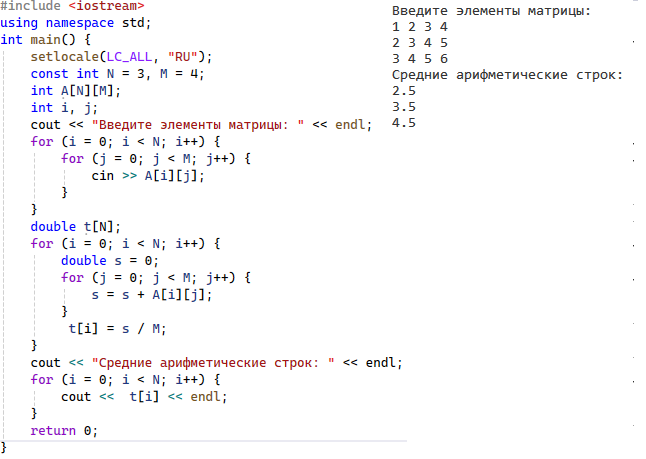 #include <iostream>
using namespace std;
int main() {
    setlocale(LC_ALL, "RU");
    const int N = 3, M = 4;
    int A[N][M];
    int i, j;
    cout << "Введите элементы матрицы: " << endl;
    for (i = 0; i < N; i++) {
        for (j = 0; j < M; j++) {
            cin >> A[i][j];
        }
    }
    double t[N];
    for (i = 0; i < N; i++) {
        double s = 0;
        for (j = 0; j < M; j++) {
            s = s + A[i][j];
        }
         t[i] = s / M;
    }
    cout << "Средние арифметические строк: " << endl;
    for (i = 0; i < N; i++) {
        cout <<  t[i] << endl;
    }
    return 0;
}
Введите элементы матрицы:
1 2 3 4
2 3 4 5
3 4 5 6
Средние арифметические строк:
2.5
3.5
4.5